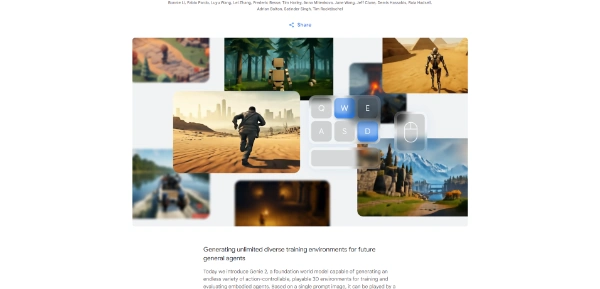 Share
Q W E
A S D
Generating unlimited diverse training environments for future
general agents
Today we introduce Genie 2, a foundation world model capable of generating an
endless variety of action-controllable, playable 3D environments for training and
evaluating embodied agents. Based on a single prompt image, it can be played by a